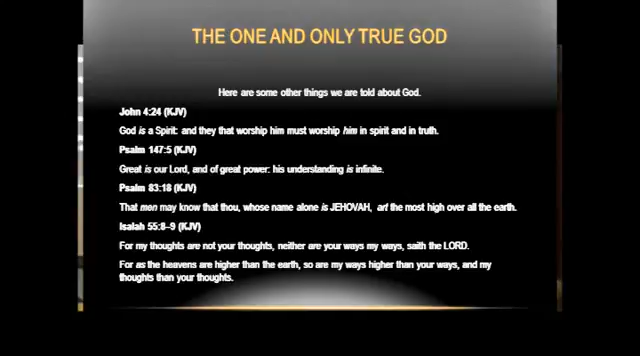 THE ONE AND ONLY TRUE GOD
Here are some other things we are told about God.
John 4:24 (KJV)
God is a Spirit: and they that worship him must worship him in spirit and in truth.
Psalm 147:5 (KJV)
Great is our Lord, and of great power: his understanding is infinite.
Psalm 83:18 (KJV)
That men may know that thou, whose name alone is JEHOVAH, art the most high over all the earth.
Isaiah 55:8–9 (KJV)
For my thoughts are not your thoughts, neither are your ways my ways, saith the LORD.
For as the heavens are higher than the earth, so are my ways higher than your ways, and my
thoughts than your thoughts.